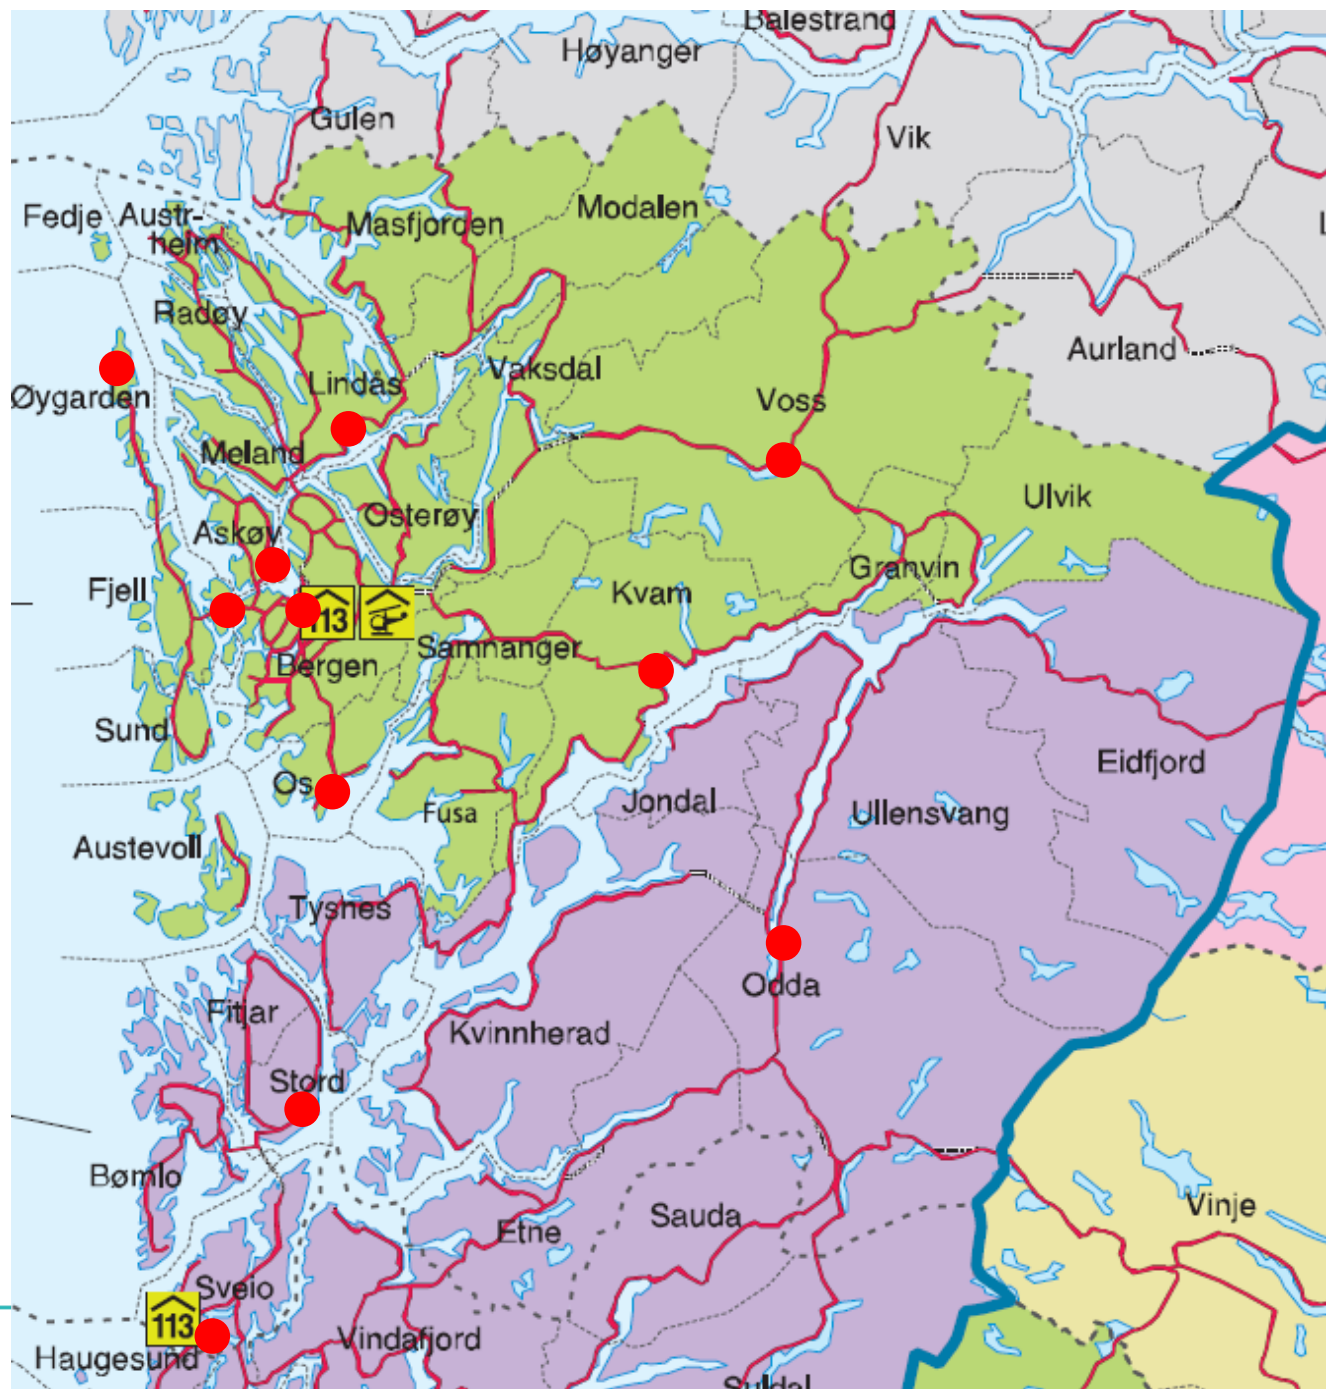 Balestrand
Høyanger
Gulen
Vik
Fedje
Austr-
helm
Masfjorden
Modalen
L
Radøy
Aurland
Øygarden
Lindås
Vaksdal
Voss
Meland
Ulvik
Askøy
Osterøy
Granvin
Fjell
113
Kvam
Bergen
Samnanger
Sund
Eidfjord
Os
Fusa
Jondal
Ullensvang
Austevoll
Tysnes
Odda
Fitjar
Kvinnherad
Stord
Bømlo
Sauda
Vinje
Etne
Sveio
113
Haugesund
Vindafjord
Suldal